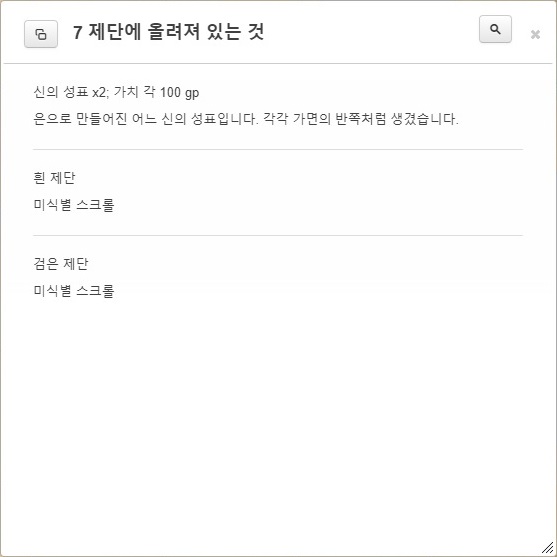 7 제단에 올려져 있는 것
신의 성표 x2; 가치 각 100 gp
은으로 만들어진 어느 신의 성표입니다. 각각 가면의 반쪽처럼 생겼습니다.
흰 제단
미식별 스크롤
검은 제단
미식별 스크롤